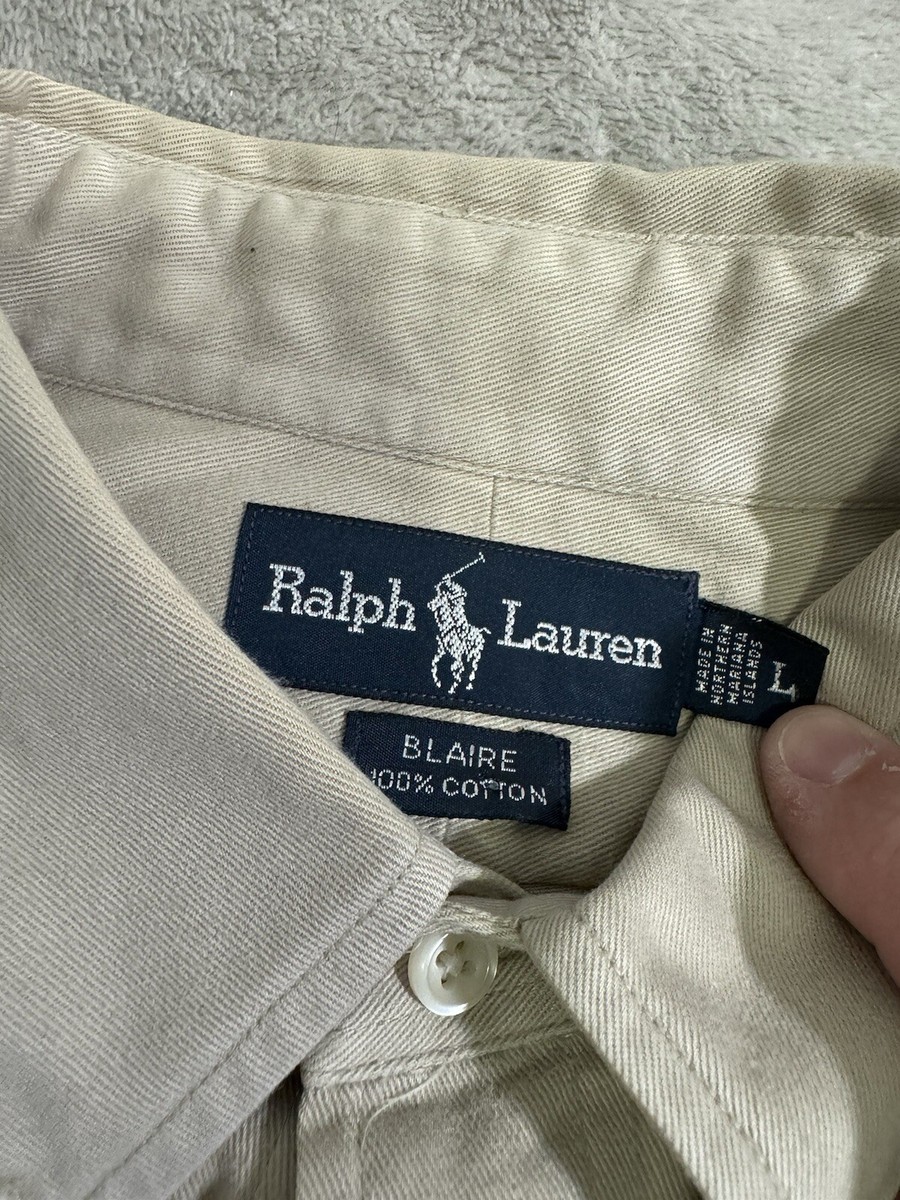 Ralph Lauren
MADE IN
NORTHERN
MARIANA
ISLANDS
L
BLAIRE
100% COTTON